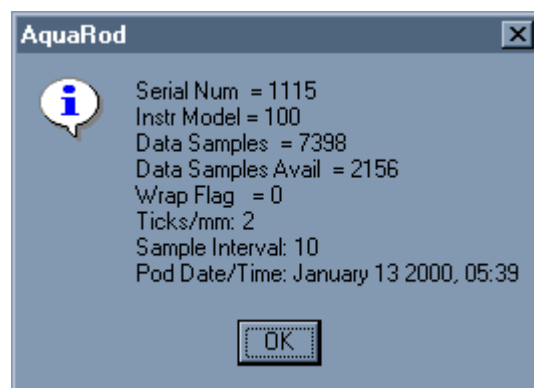 AquaRod
Serial Num = 1115
Instr Model = 100
Data Samples = 7398
Data Samples Avail = 2156
Wrap Flag = 0
Ticks/mm: 2
Sample Interval: 10
Pod Date/Time: January 13 2000, 05:39
OK